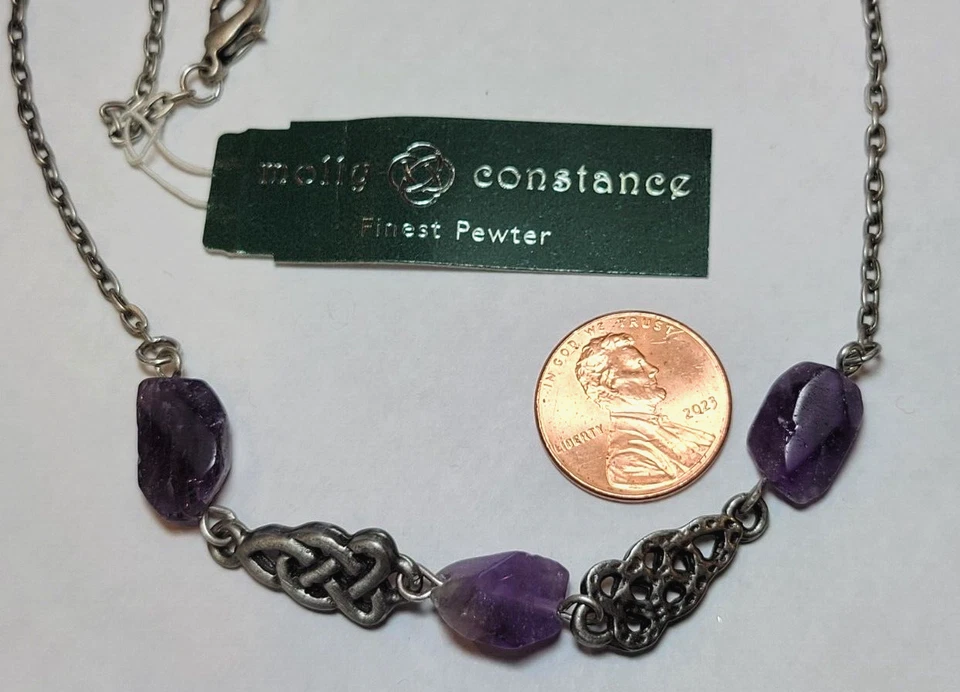 molly constance
Finest Pewter
IN GOD WE TRUST
LIBERTY
2023